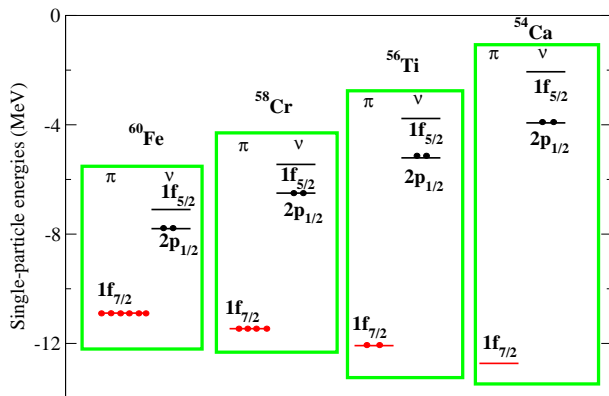 Single-particle energies (MeV)
0
-4
-8
-12
⁶⁰Fe
π ν
1f₅/₂
2p₁/₂
1f₇/₂
⁵⁸Cr
π ν
1f₅/₂
2p₁/₂
1f₇/₂
⁵⁶Ti
π ν
1f₅/₂
2p₁/₂
1f₇/₂
⁵⁴Ca
π ν
1f₅/₂
2p₁/₂
1f₇/₂